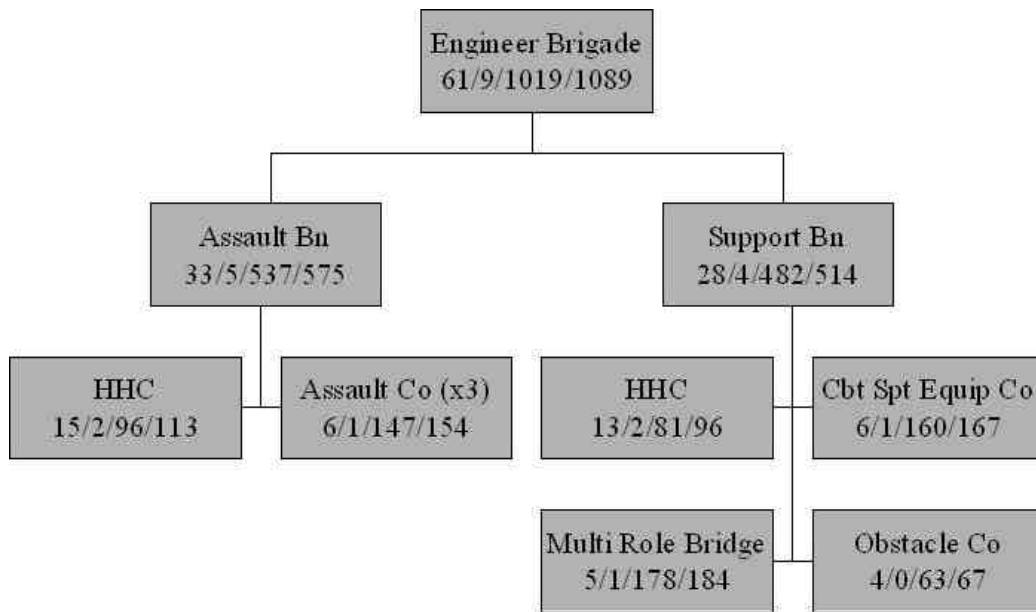 Engineer Brigade
61/9/1019/1089
Assault Bn
33/5/537/575
Support Bn
28/4/482/514
HHC
15/2/96/113
Assault Co (x3)
6/1/147/154
HHC
13/2/81/96
Cbt Spt Equip Co
6/1/160/167
Multi Role Bridge
5/1/178/184
Obstacle Co
4/0/63/67